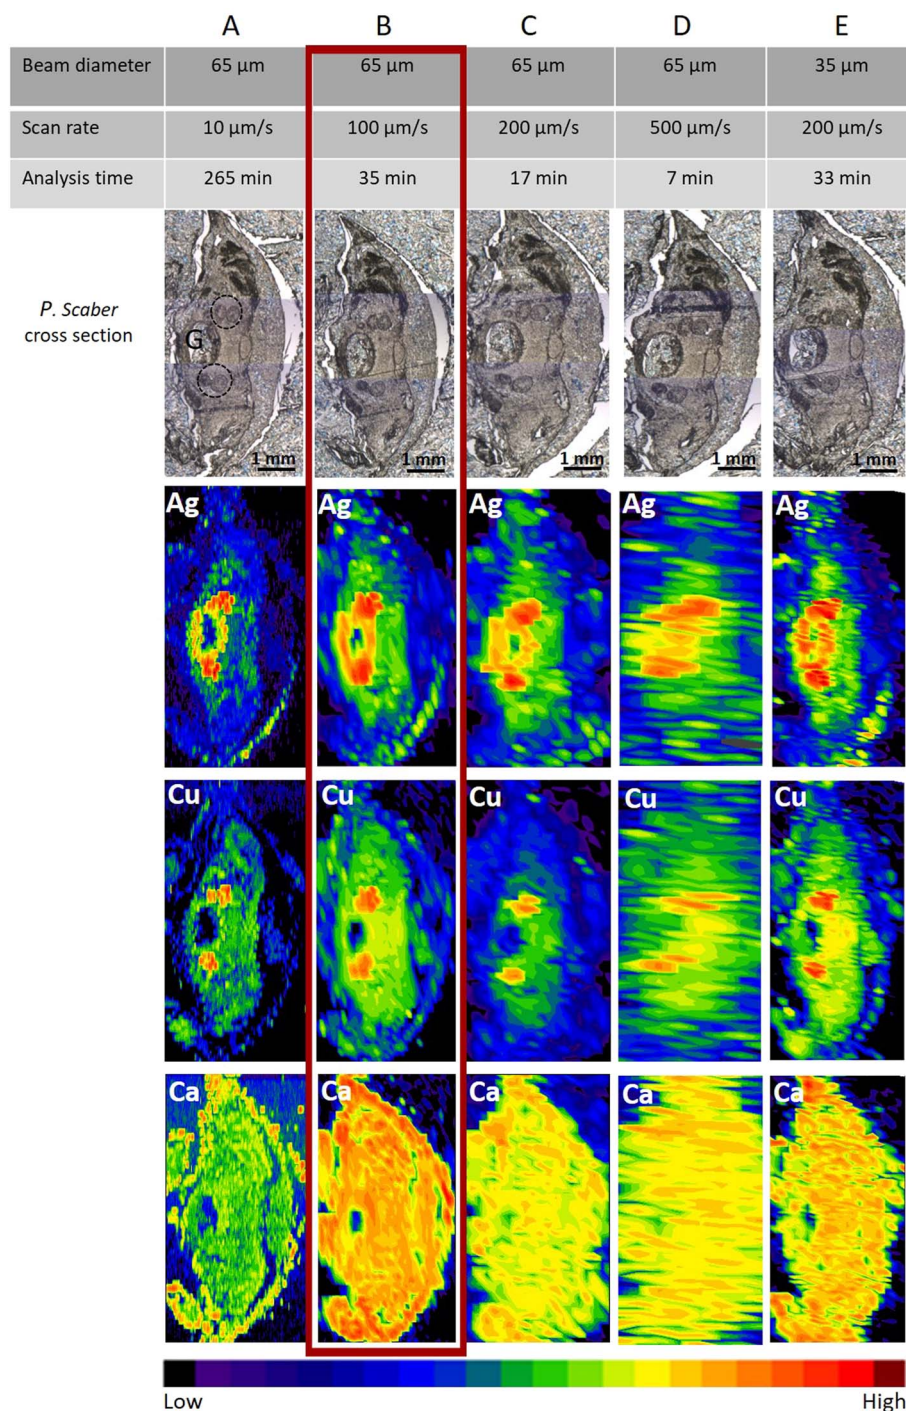 A B C D E
Beam diameter 65 µm 65 µm 65 µm 65 µm 35 µm
Scan rate 10 µm/s 100 µm/s 200 µm/s 500 µm/s 200 µm/s
Analysis time 265 min 35 min 17 min 7 min 33 min
P. Scaber
cross section
G
1 mm 1 mm 1 mm 1 mm 1 mm
Ag Ag Ag Ag Ag
Cu Cu Cu Cu Cu
Ca Ca Ca Ca Ca
Low High